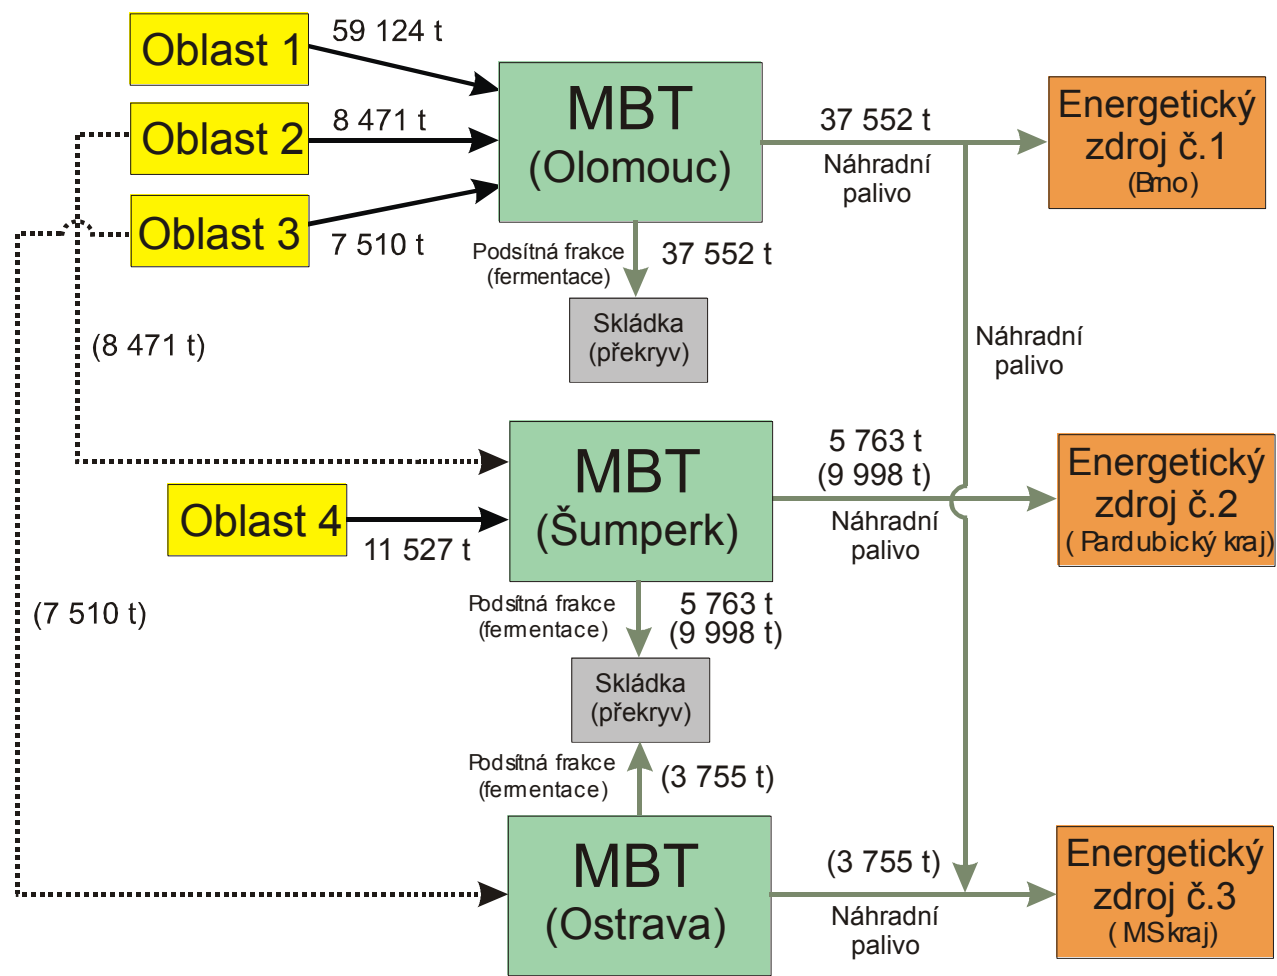 Oblast 1
59 124 t
Oblast 2
8 471 t
Oblast 3
7 510 t
MBT
(Olomouc)
37 552 t
Náhradní
palivo
Energetický
zdroj č.1
(Brno)
Podsítná frakce
(fermentace)
37 552 t
Skládka
(překryv)
(8 471 t)
Náhradní
palivo
MBT
(Šumperk)
5 763 t
(9 998 t)
Náhradní
palivo
Energetický
zdroj č.2
( Pardubický kraj)
Oblast 4
11 527 t
(7 510 t)
Podsítná frakce
(fermentace)
5 763 t
(9 998 t)
Skládka
(překryv)
Podsítná frakce
(fermentace)
(3 755 t)
MBT
(Ostrava)
(3 755 t)
Náhradní
palivo
Energetický
zdroj č.3
( MSkraj)